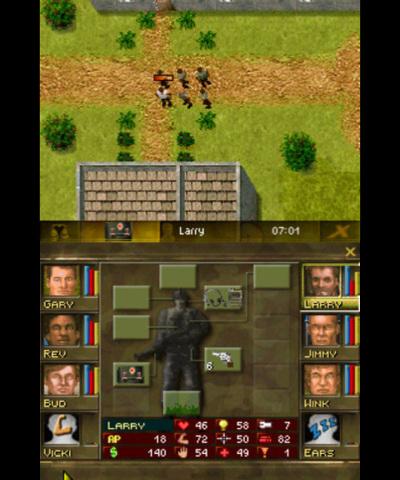 Larry 07:01
GARY LARRY
REV JIMMY
6
BUD WINK
LARRY 46 58 7
AP 18 72 50 82
$ 140 54 49 1
VICKI EARS